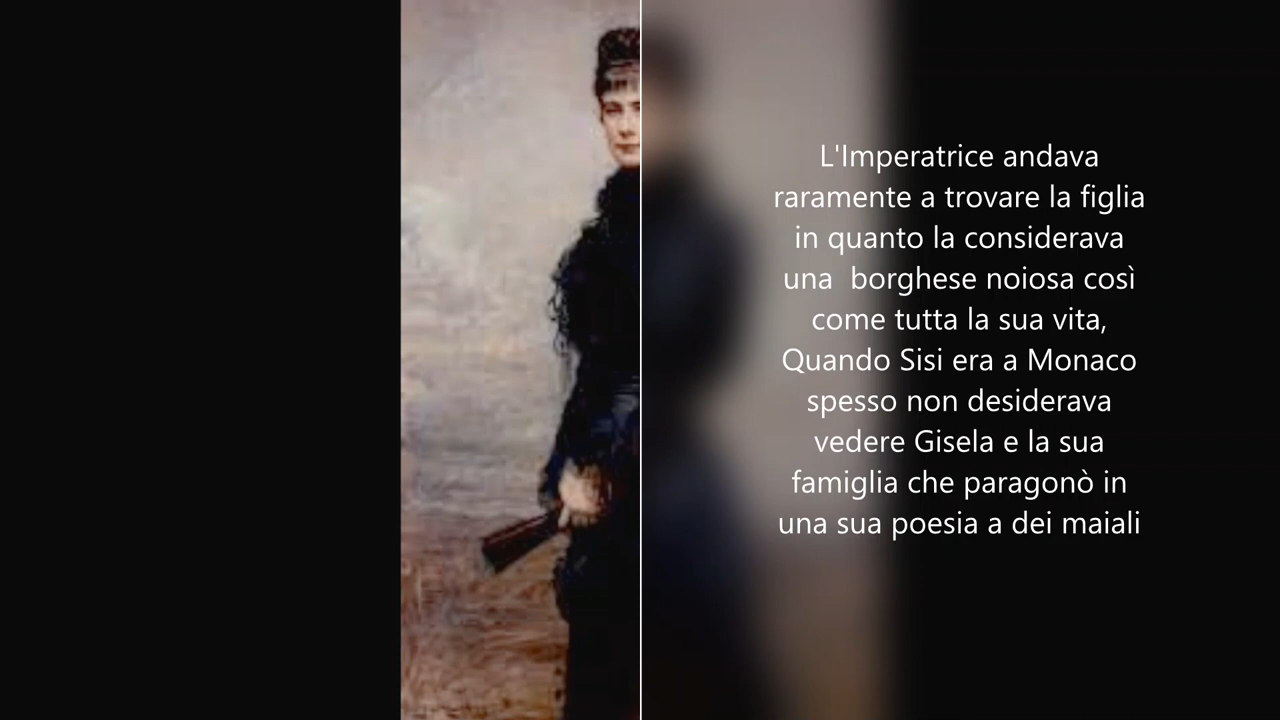 L'Imperatrice andava
raramente a trovare la figlia
in quanto la considerava
una  borghese noiosa così
come tutta la sua vita,
Quando Sisi era a Monaco
spesso non desiderava
vedere Gisela e la sua
famiglia che paragonò in
una sua poesia a dei maiali